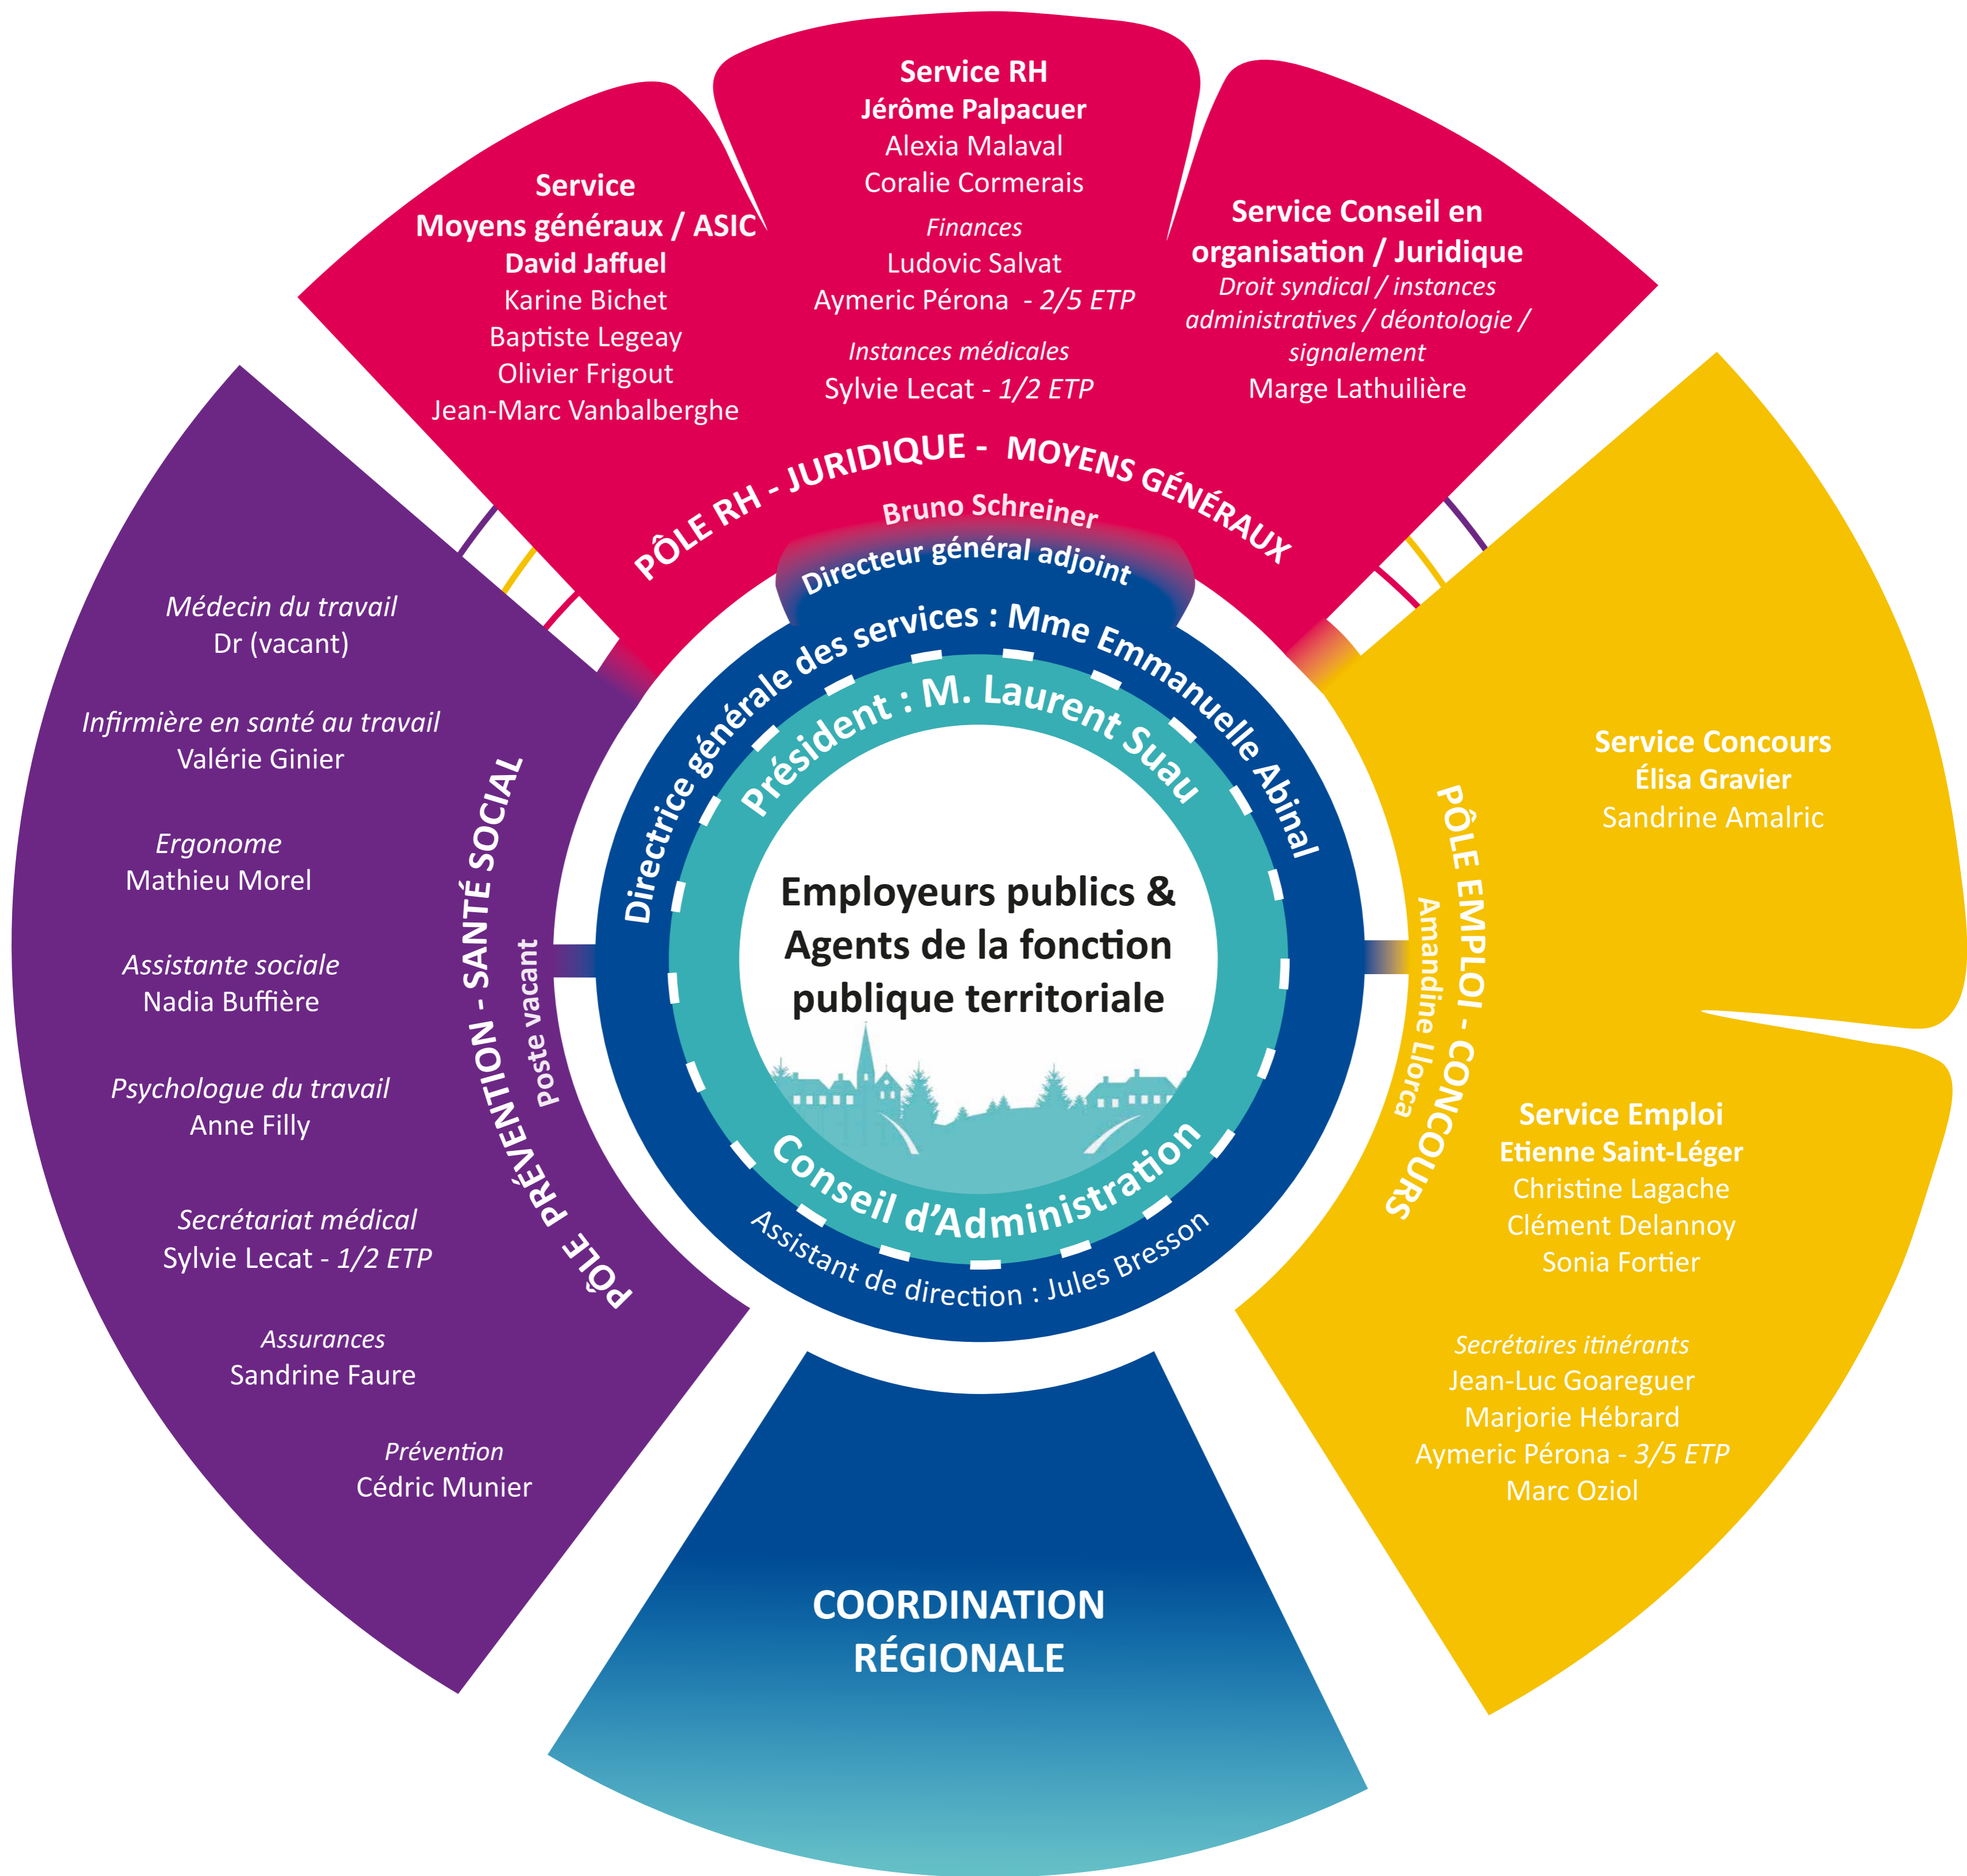 Service RH
Jérôme Palpacuer
Alexia Malaval
Coralie Cormerais
Finances
Ludovic Salvat
Aymeric Pérona - 2/5 ETP
Instances médicales
Sylvie Lecat - 1/2 ETP
Service
Moyens généraux / ASIC
David Jaffuel
Karine Bichet
Baptiste Legeay
Olivier Frigout
Jean-Marc Vanbalberghe
Service Conseil en
organisation / Juridique
Droit syndical / instances
administratives / déontologie /
signalement
Marge Lathuilière
PÔLE RH - JURIDIQUE - MOYENS GÉNÉRAUX
Bruno Schreiner
Directeur général adjoint
Directrice générale des services : Mme Emmanuelle Abinal
Président : M. Laurent Suau
Employeurs publics &
Agents de la fonction
publique territoriale
Conseil d'Administration
Assistant de direction : Jules Bresson
PÔLE PRÉVENTION - SANTÉ SOCIAL
Poste vacant
Médecin du travail
Dr (vacant)
Infirmière en santé au travail
Valérie Ginier
Ergonome
Mathieu Morel
Assistante sociale
Nadia Buffière
Psychologue du travail
Anne Filly
Secrétariat médical
Sylvie Lecat - 1/2 ETP
Assurances
Sandrine Faure
Prévention
Cédric Munier
PÔLE EMPLOI - CONCOURS
Amandine Llorca
Service Concours
Élisa Gravier
Sandrine Amalric
Service Emploi
Etienne Saint-Léger
Christine Lagache
Clément Delannoy
Sonia Fortier
Secrétaires itinérants
Jean-Luc Goareguer
Marjorie Hébrard
Aymeric Pérona - 3/5 ETP
Marc Oziol
COORDINATION
RÉGIONALE